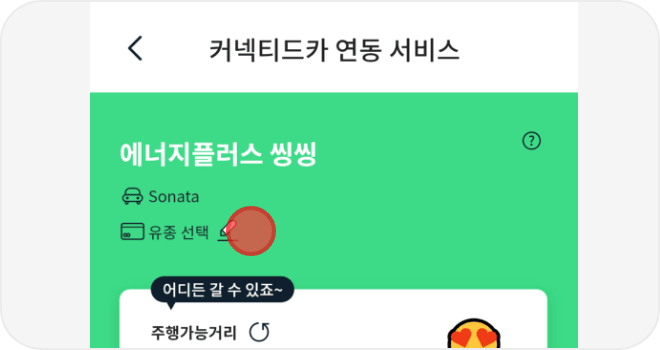 커넥티드카 연동 서비스
에너지플러스 씽씽
?
Sonata
유종 선택
어디든 갈 수 있죠~
주행가능거리